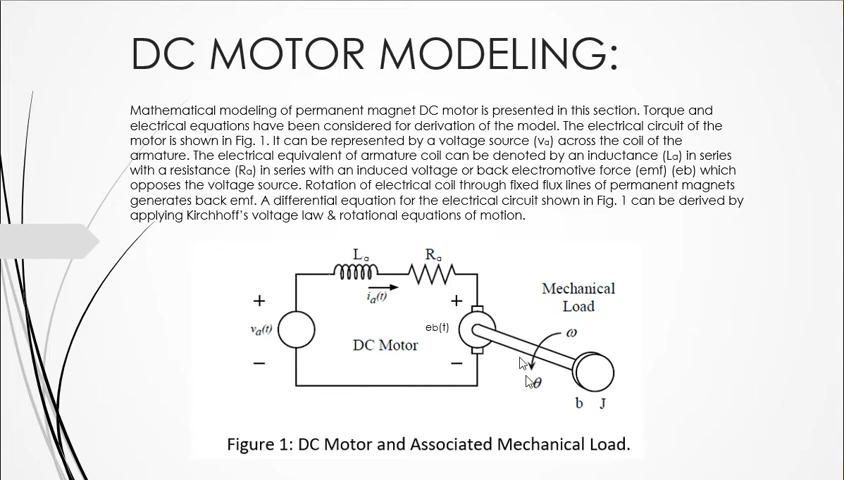 DC MOTOR MODELING:
Mathematical modeling of permanent magnet DC motor is presented in this section. Torque and
electrical equations have been considered for derivation of the model. The electrical circuit of the
motor is shown in Fig. 1. It can be represented by a voltage source (vₐ) across the coil of the
armature. The electrical equivalent of armature coil can be denoted by an inductance (Lₐ) in series
with a resistance (Rₐ) in series with an induced voltage or back electromotive force (emf) (eb) which
opposes the voltage source. Rotation of electrical coil through fixed flux lines of permanent magnets
generates back emf. A differential equation for the electrical circuit shown in Fig. 1 can be derived by
applying Kirchhoff's voltage law & rotational equations of motion.
Lₐ Rₐ
iₐ(t)
+ +
vₐ(t) eb(t)
DC Motor
− −
Mechanical
Load
ω
θ
b J
Figure 1: DC Motor and Associated Mechanical Load.